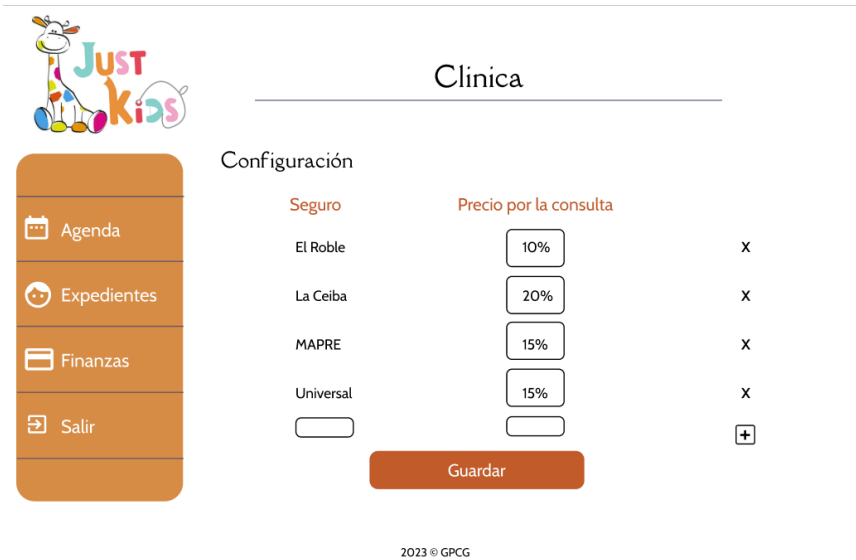 Just
Kids
Clinica
Configuración
Seguro Precio por la consulta
El Roble 10% X
La Ceiba 20% X
MAPRE 15% X
Universal 15% X
+
Guardar
Agenda
Expedientes
Finanzas
Salir
2023 © GPCG